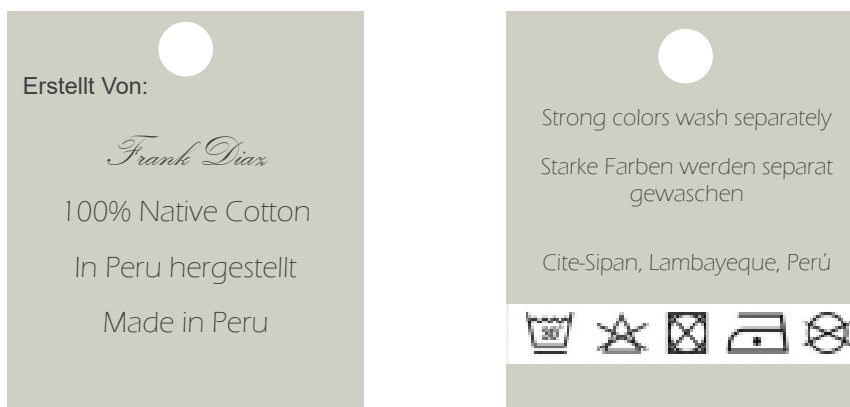 Erstellt Von:
Frank Diaz
100% Native Cotton
In Peru hergestellt
Made in Peru
Strong colors wash separately
Starke Farben werden separat
gewaschen
Cite-Sipan, Lambayeque, Perú
30°